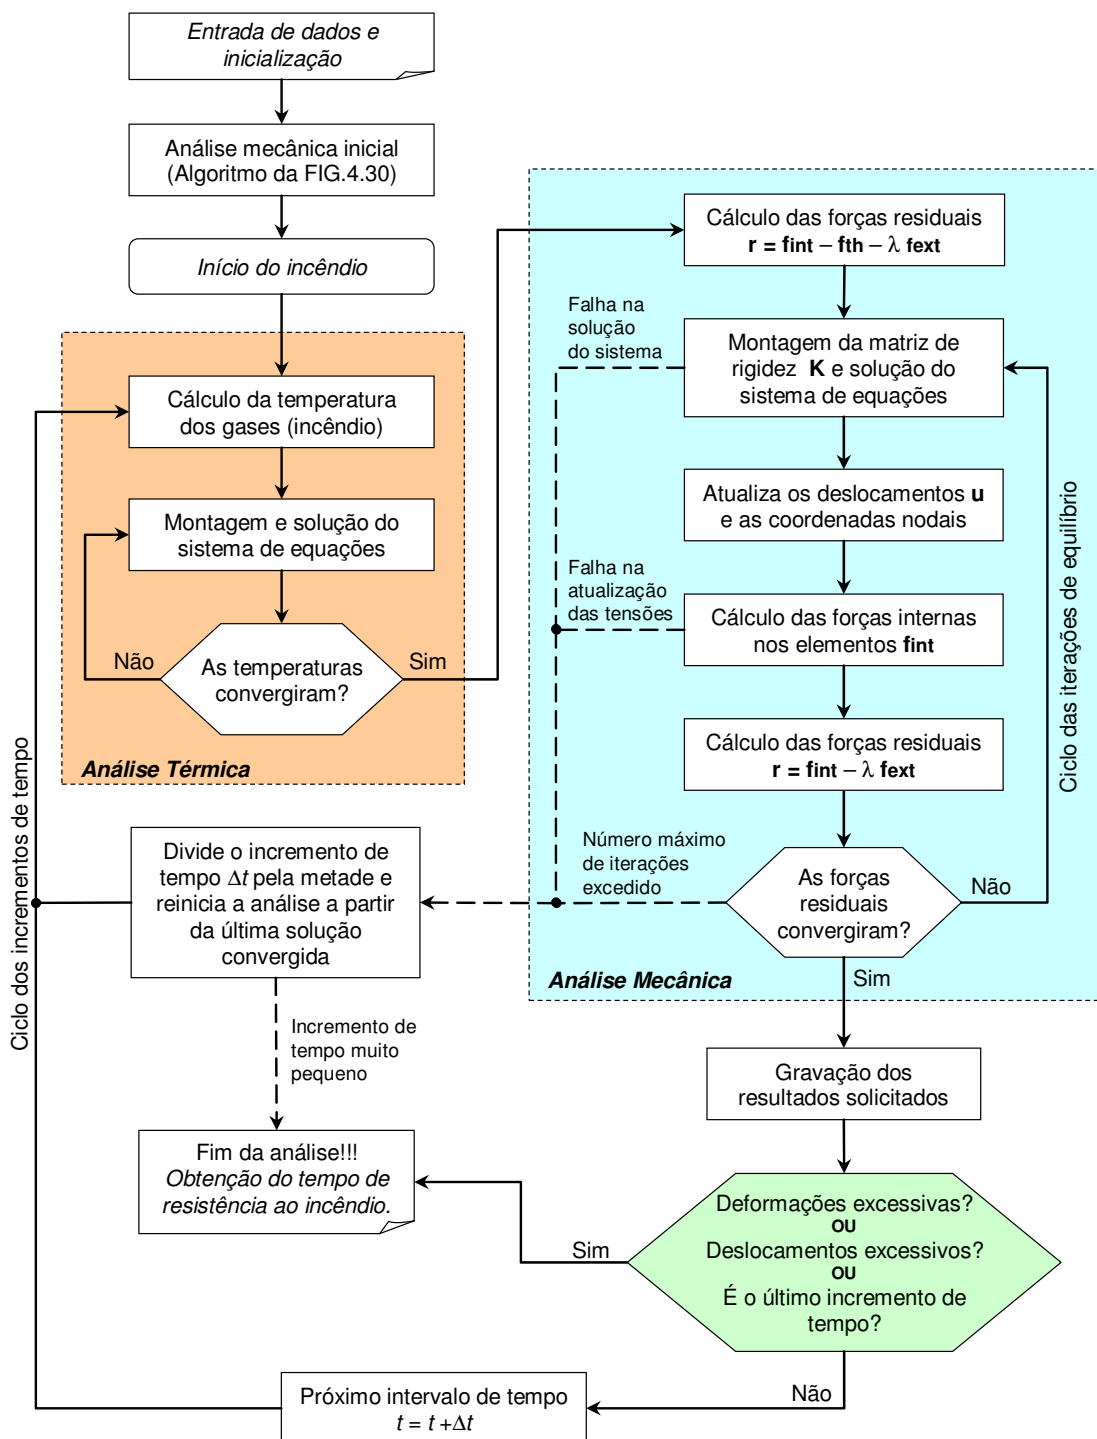 Entrada de dados e
inicialização
Análise mecânica inicial
(Algoritmo da FIG.4.30)
Início do incêndio
Cálculo da temperatura
dos gases (incêndio)
Montagem e solução do
sistema de equações
Não
As temperaturas
convergiram?
Sim
Análise Térmica
Cálculo das forças residuais
r = fint – fth – λ fext
Falha na
solução
do sistema
Montagem da matriz de
rigidez K e solução do
sistema de equações
Atualiza os deslocamentos u
e as coordenadas nodais
Falha na
atualização
das tensões
Cálculo das forças internas
nos elementos fint
Cálculo das forças residuais
r = fint – λ fext
Número máximo
de iterações
excedido
As forças
residuais
convergiram?
Não
Sim
Análise Mecânica
Ciclo das iterações de equilíbrio
Divide o incremento de
tempo Δt pela metade e
reinicia a análise a partir
da última solução
convergida
Incremento de
tempo muito
pequeno
Ciclo dos incrementos de tempo
Gravação dos
resultados solicitados
Fim da análise!!!
Obtenção do tempo de
resistência ao incêndio.
Sim
Deformações excessivas?
OU
Deslocamentos excessivos?
OU
É o último incremento de
tempo?
Não
Próximo intervalo de tempo
t = t +Δt